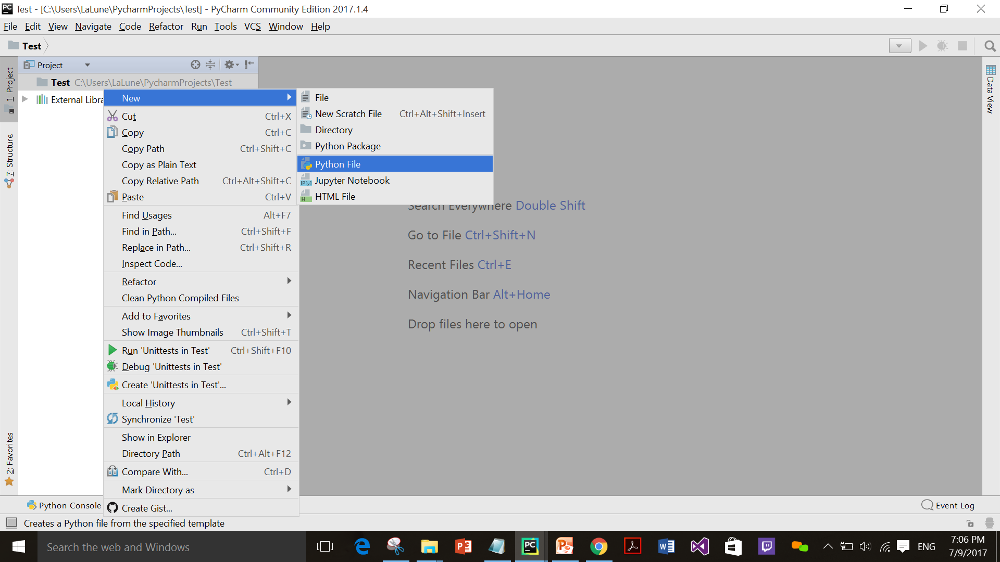 Test - [C:\Users\LaLune\PycharmProjects\Test] - PyCharm Community Edition 2017.1.4
File Edit View Navigate Code Refactor Run Tools VCS Window Help
Test
Project
Test C:\Users\LaLune\PycharmProjects\Test
External Libra
1: Project
7: Structure
2: Favorites
Data View
New
Cut Ctrl+X
Copy Ctrl+C
Copy Path Ctrl+Shift+C
Copy as Plain Text
Copy Relative Path Ctrl+Alt+Shift+C
Paste Ctrl+V
Find Usages Alt+F7
Find in Path... Ctrl+Shift+F
Replace in Path... Ctrl+Shift+R
Inspect Code...
Refactor
Clean Python Compiled Files
Add to Favorites
Show Image Thumbnails Ctrl+Shift+T
Run 'Unittests in Test' Ctrl+Shift+F10
Debug 'Unittests in Test'
Create 'Unittests in Test'...
Local History
Synchronize 'Test'
Show in Explorer
Directory Path Ctrl+Alt+F12
Compare With... Ctrl+D
Mark Directory as
Create Gist...
File
New Scratch File Ctrl+Alt+Shift+Insert
Directory
Python Package
Python File
Jupyter Notebook
HTML File
Search Everywhere Double Shift
Go to File Ctrl+Shift+N
Recent Files Ctrl+E
Navigation Bar Alt+Home
Drop files here to open
Python Console
Event Log
Creates a Python file from the specified template
Search the web and Windows
ENG
7:06 PM
7/9/2017